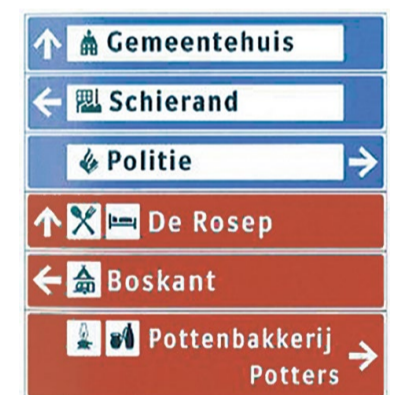 Gemeentehuis
Schierand
Politie
De Rosep
Boskant
Pottenbakkerij
Potters